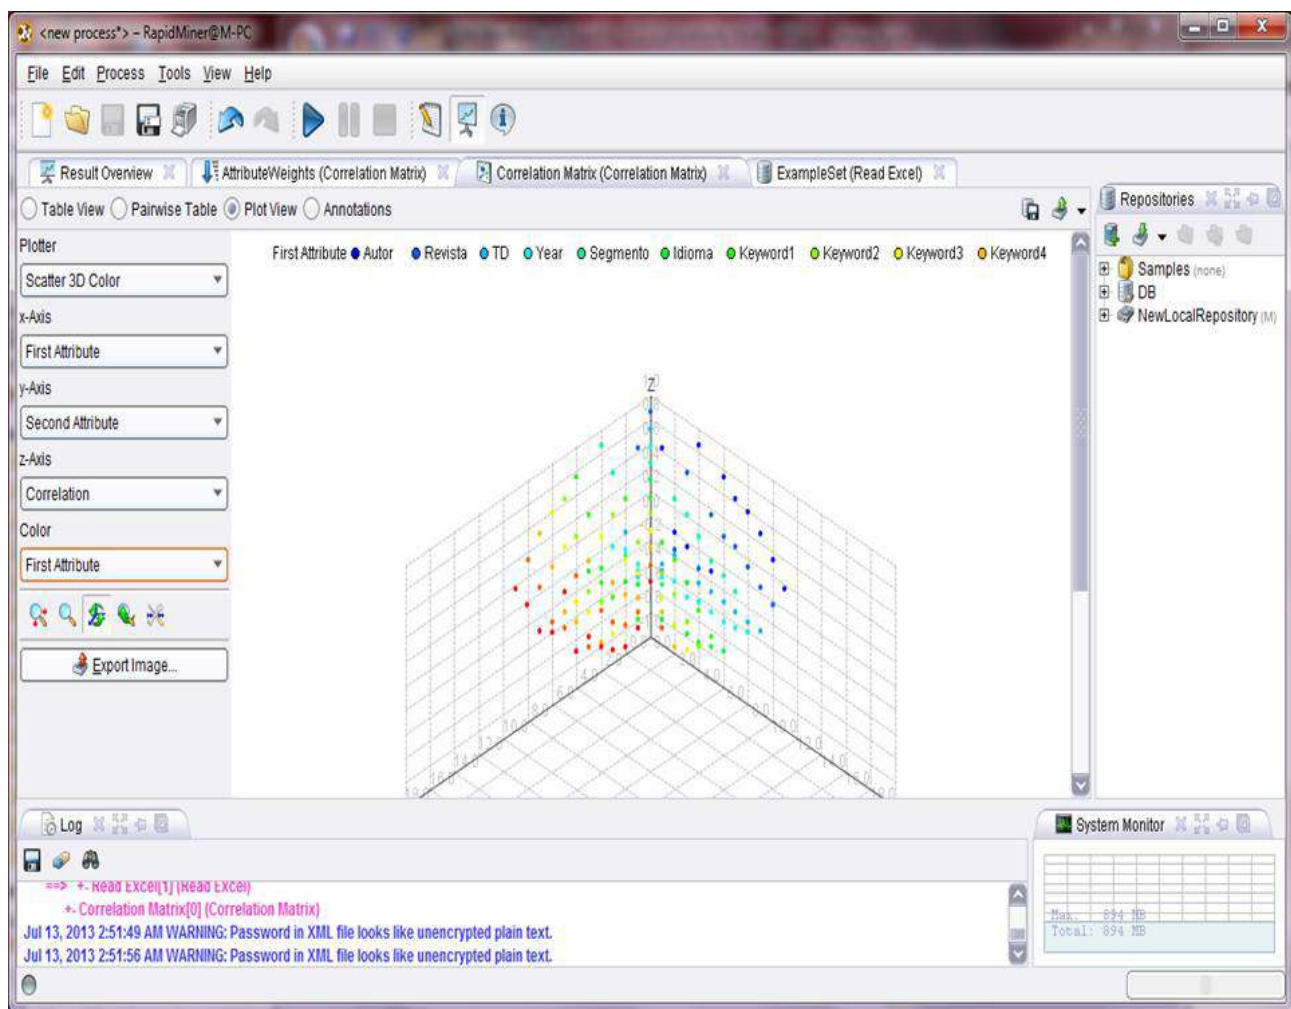 <new process*> – RapidMiner@M-PC
File Edit Process Tools View Help
Result Overview AttributeWeights (Correlation Matrix) Correlation Matrix (Correlation Matrix) ExampleSet (Read Excel)
Table View Pairwise Table Plot View Annotations
Repositories
Plotter
First Attribute Autor Revista TD Year Segmento Idioma Keyword1 Keyword2 Keyword3 Keyword4
Scatter 3D Color
Samples (none)
DB
NewLocalRepository (M)
x-Axis
First Attribute
y-Axis
Second Attribute
z-Axis
Correlation
Color
First Attribute
Export Image...
Z
Log
System Monitor
==> +- Read Excel[1] (Read Excel)
+- Correlation Matrix[0] (Correlation Matrix)
Jul 13, 2013 2:51:49 AM WARNING: Password in XML file looks like unencrypted plain text.
Jul 13, 2013 2:51:56 AM WARNING: Password in XML file looks like unencrypted plain text.
Max: 894 MB
Total: 894 MB